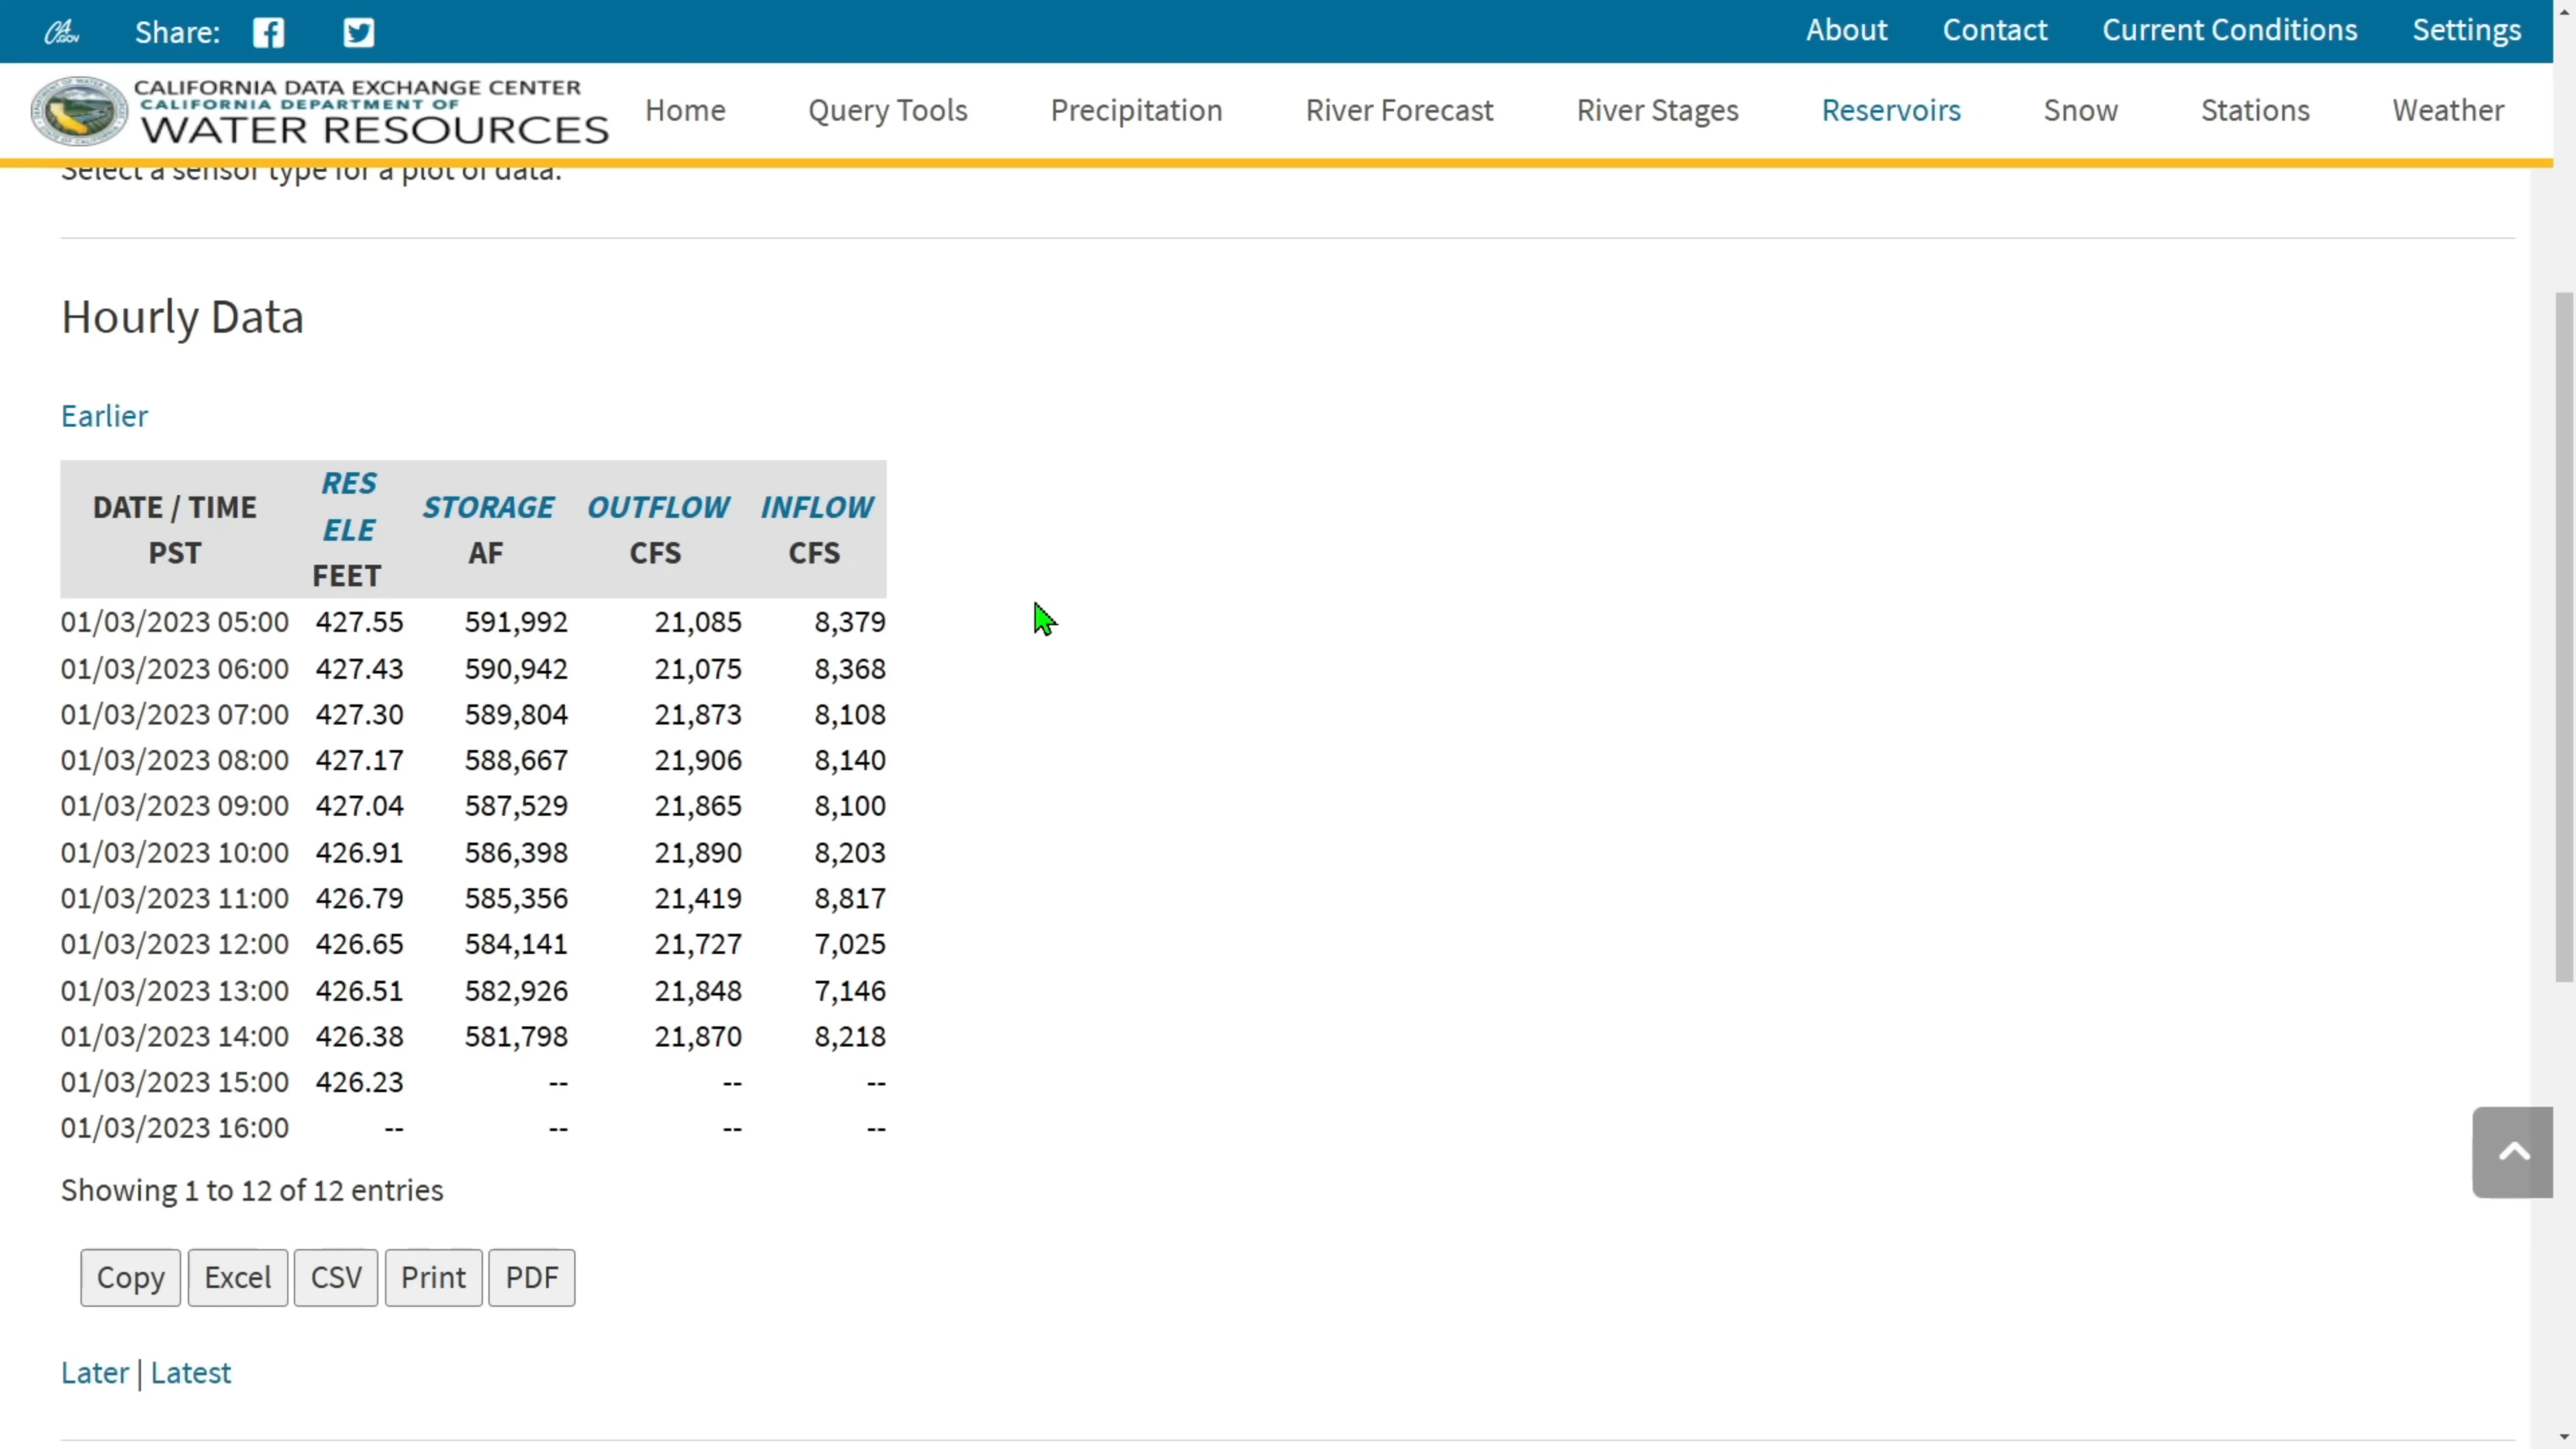 CA.GOV Share: About Contact Current Conditions Settings
CALIFORNIA DATA EXCHANGE CENTER
CALIFORNIA DEPARTMENT OF
WATER RESOURCES
Home Query Tools Precipitation River Forecast River Stages Reservoirs Snow Stations Weather
Select a sensor type for a plot of data.
Hourly Data
Earlier
DATE / TIME PST RES ELE FEET STORAGE AF OUTFLOW CFS INFLOW CFS
01/03/2023 05:00 427.55 591,992 21,085 8,379
01/03/2023 06:00 427.43 590,942 21,075 8,368
01/03/2023 07:00 427.30 589,804 21,873 8,108
01/03/2023 08:00 427.17 588,667 21,906 8,140
01/03/2023 09:00 427.04 587,529 21,865 8,100
01/03/2023 10:00 426.91 586,398 21,890 8,203
01/03/2023 11:00 426.79 585,356 21,419 8,817
01/03/2023 12:00 426.65 584,141 21,727 7,025
01/03/2023 13:00 426.51 582,926 21,848 7,146
01/03/2023 14:00 426.38 581,798 21,870 8,218
01/03/2023 15:00 426.23 -- -- --
01/03/2023 16:00 -- -- -- --
Showing 1 to 12 of 12 entries
Copy Excel CSV Print PDF
Later | Latest